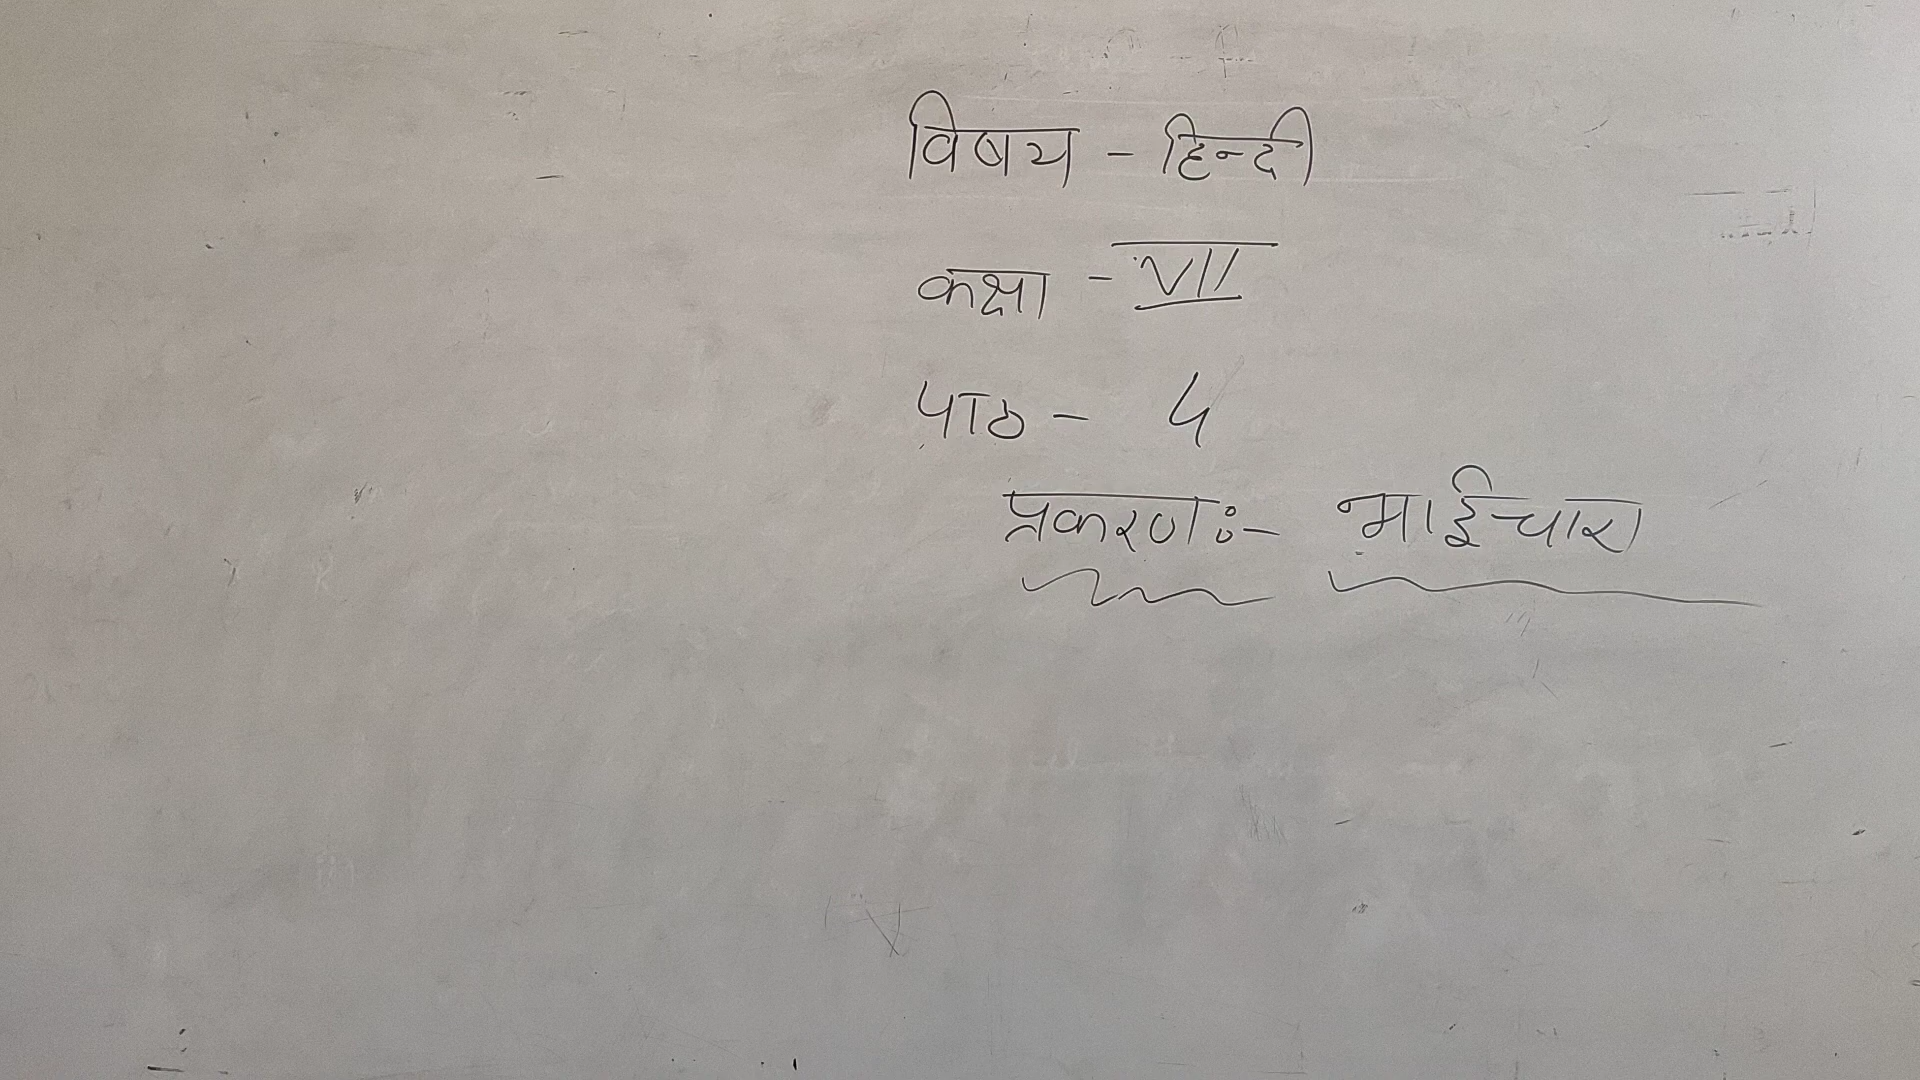 विषय - हिन्दी
कक्षा - VII
पाठ - 4
प्रकरण :- भाईचारा